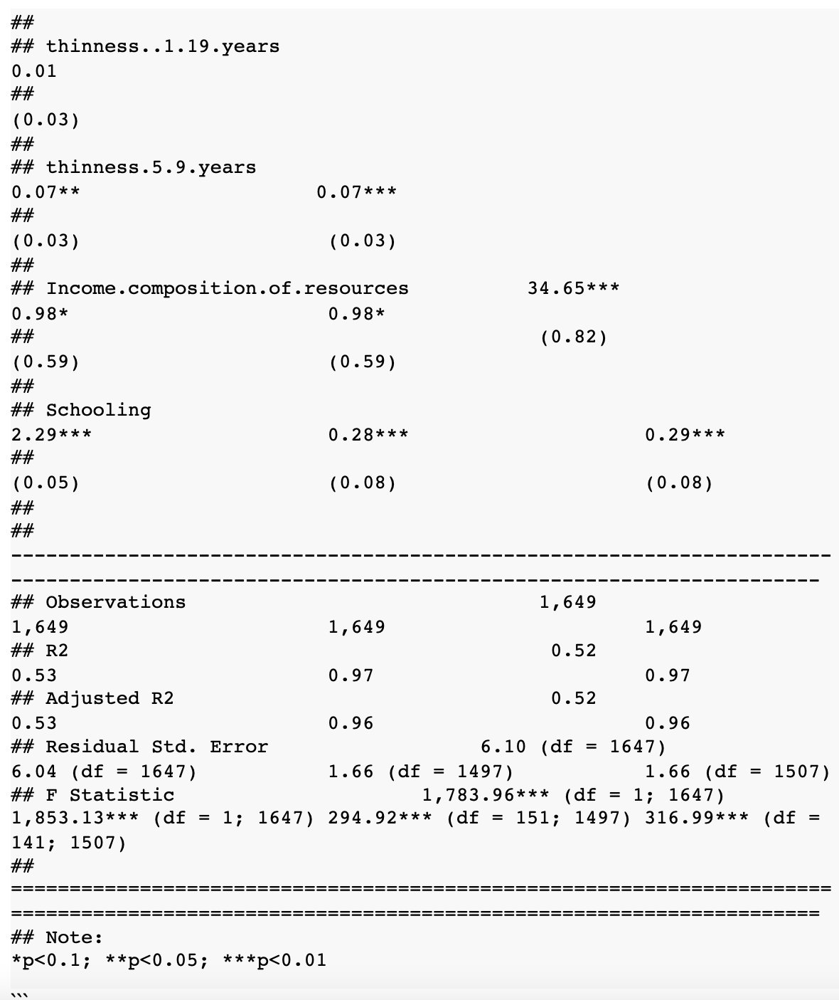 ##
## thinness..1.19.years
0.01
##
(0.03)
##
## thinness.5.9.years
0.07**                    0.07***
##
(0.03)                     (0.03)
##
## Income.composition.of.resources          34.65***
0.98*                      0.98*
##                                           (0.82)
(0.59)                     (0.59)
##
## Schooling
2.29***                    0.28***                    0.29***
##
(0.05)                     (0.08)                     (0.08)
##
##
----------------------------------------------------------------------
---------------------------------------------------------------------
## Observations                              1,649
1,649                      1,649                      1,649
## R2                                         0.52
0.53                       0.97                       0.97
## Adjusted R2                                0.52
0.53                       0.96                       0.96
## Residual Std. Error                  6.10 (df = 1647)
6.04 (df = 1647)           1.66 (df = 1497)           1.66 (df = 1507)
## F Statistic                     1,783.96*** (df = 1; 1647)
1,853.13*** (df = 1; 1647) 294.92*** (df = 151; 1497) 316.99*** (df =
141; 1507)
##
======================================================================
=====================================================================
## Note:
*p<0.1; **p<0.05; ***p<0.01
```